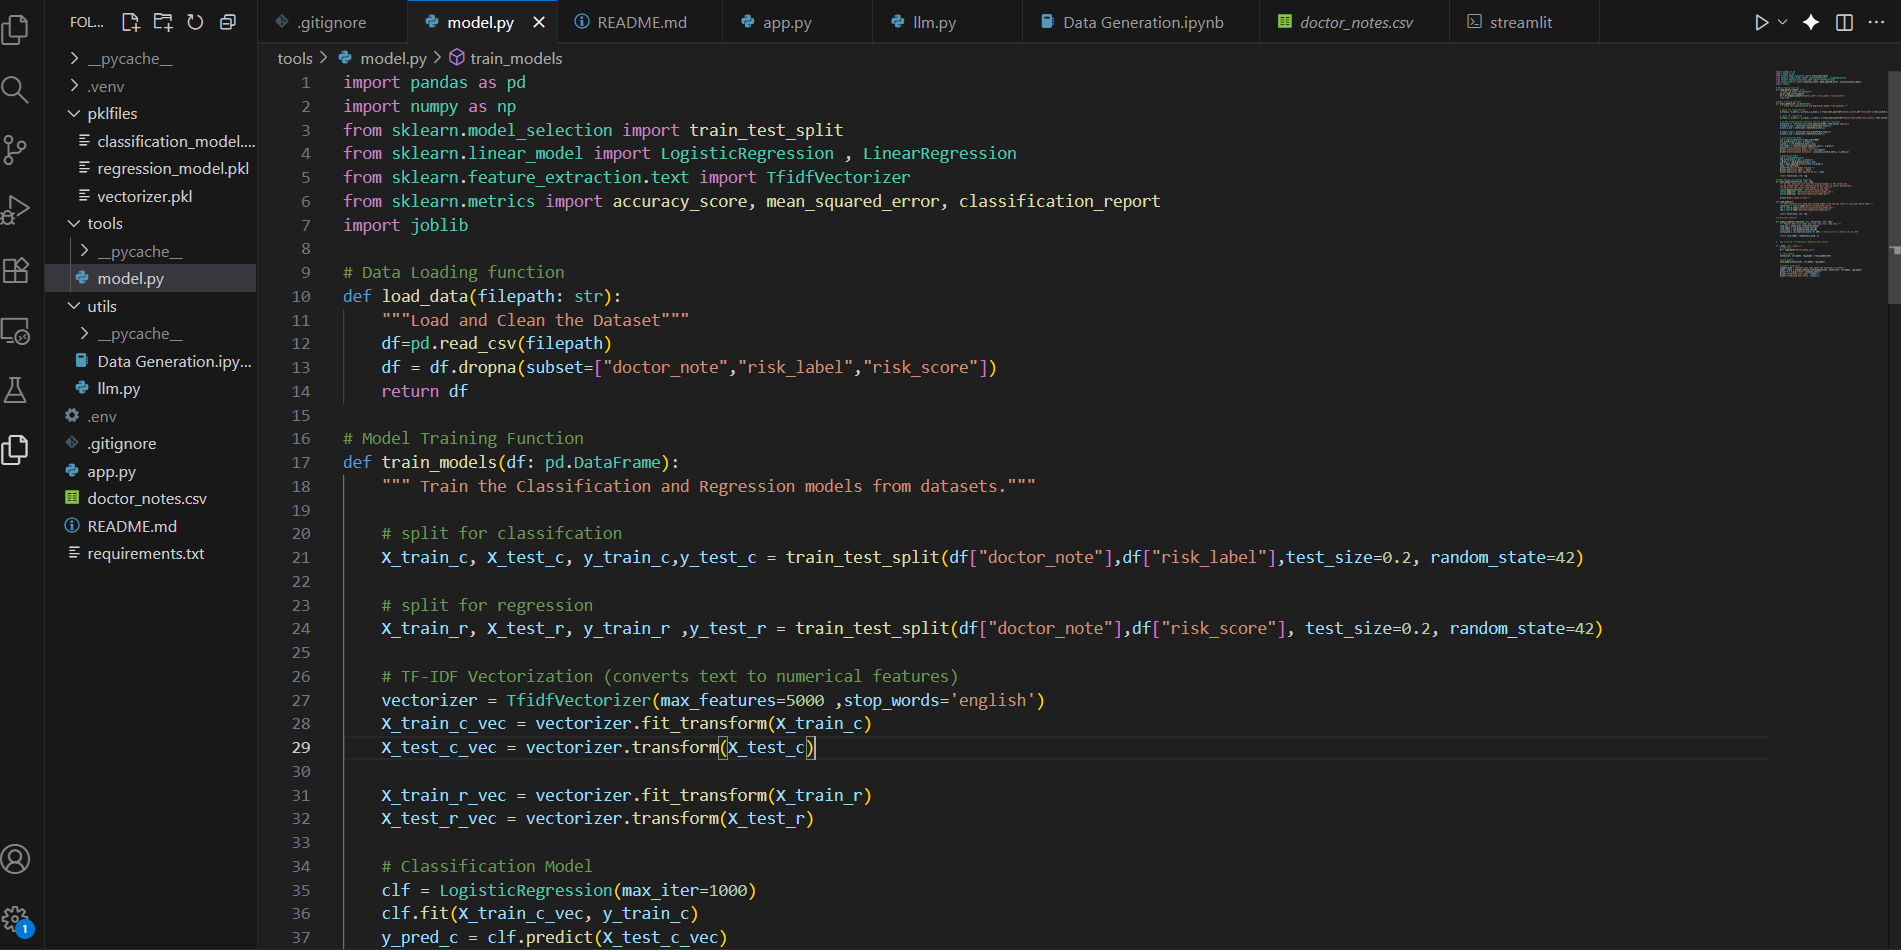 FOL...
.gitignore
model.py
README.md
app.py
llm.py
Data Generation.ipynb
doctor_notes.csv
streamlit
__pycache__
.venv
pklfiles
classification_model....
regression_model.pkl
vectorizer.pkl
tools
__pycache__
model.py
utils
__pycache__
Data Generation.ipy...
llm.py
.env
.gitignore
app.py
doctor_notes.csv
README.md
requirements.txt
1
tools > model.py > train_models
1 import pandas as pd
2 import numpy as np
3 from sklearn.model_selection import train_test_split
4 from sklearn.linear_model import LogisticRegression , LinearRegression
5 from sklearn.feature_extraction.text import TfidfVectorizer
6 from sklearn.metrics import accuracy_score, mean_squared_error, classification_report
7 import joblib
8
9 # Data Loading function
10 def load_data(filepath: str):
11     """Load and Clean the Dataset"""
12     df=pd.read_csv(filepath)
13     df = df.dropna(subset=["doctor_note","risk_label","risk_score"])
14     return df
15
16 # Model Training Function
17 def train_models(df: pd.DataFrame):
18     """ Train the Classification and Regression models from datasets."""
19
20     # split for classifcation
21     X_train_c, X_test_c, y_train_c,y_test_c = train_test_split(df["doctor_note"],df["risk_label"],test_size=0.2, random_state=42)
22
23     # split for regression
24     X_train_r, X_test_r, y_train_r ,y_test_r = train_test_split(df["doctor_note"],df["risk_score"], test_size=0.2, random_state=42)
25
26     # TF-IDF Vectorization (converts text to numerical features)
27     vectorizer = TfidfVectorizer(max_features=5000 ,stop_words='english')
28     X_train_c_vec = vectorizer.fit_transform(X_train_c)
29     X_test_c_vec = vectorizer.transform(X_test_c)
30
31     X_train_r_vec = vectorizer.fit_transform(X_train_r)
32     X_test_r_vec = vectorizer.transform(X_test_r)
33
34     # Classification Model
35     clf = LogisticRegression(max_iter=1000)
36     clf.fit(X_train_c_vec, y_train_c)
37     y_pred_c = clf.predict(X_test_c_vec)